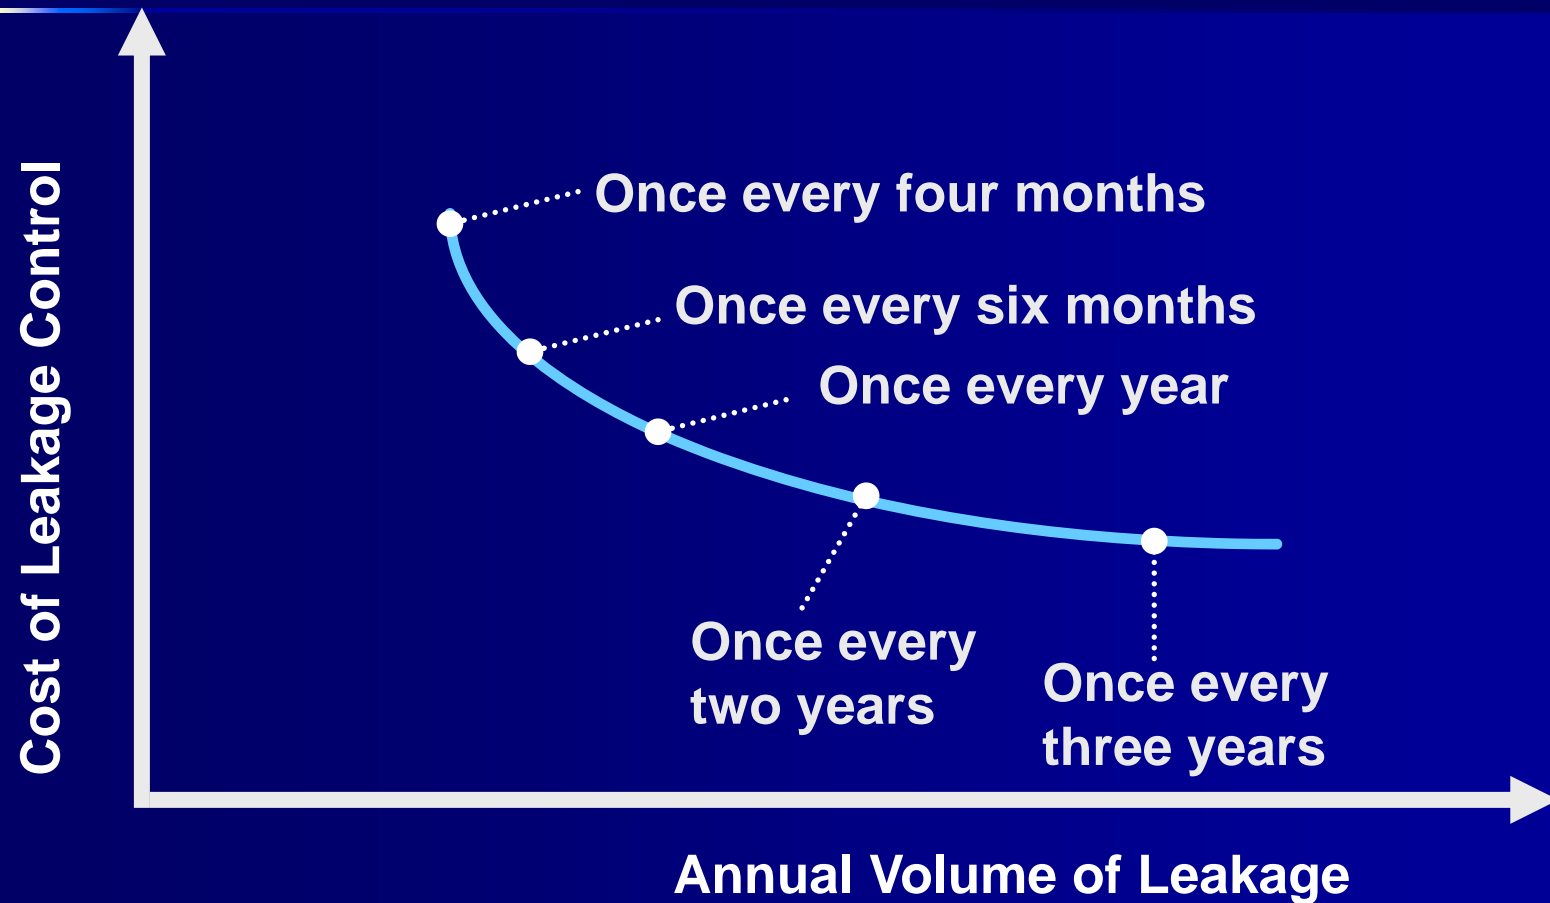 Cost of Leakage Control
Once every four months
Once every six months
Once every year
Once every
two years
Once every
three years
Annual Volume of Leakage